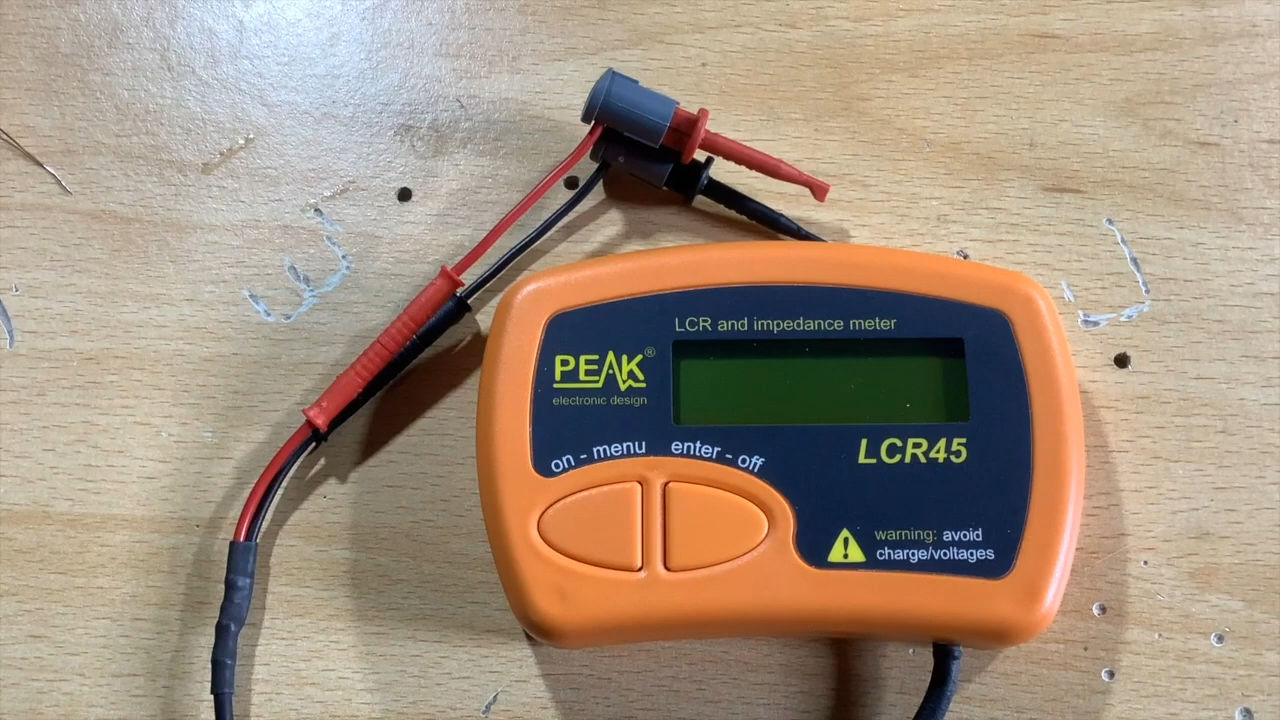 LCR and impedance meter
PEAK®
electronic design
LCR45
on - menu enter - off
warning: avoid
charge/voltages